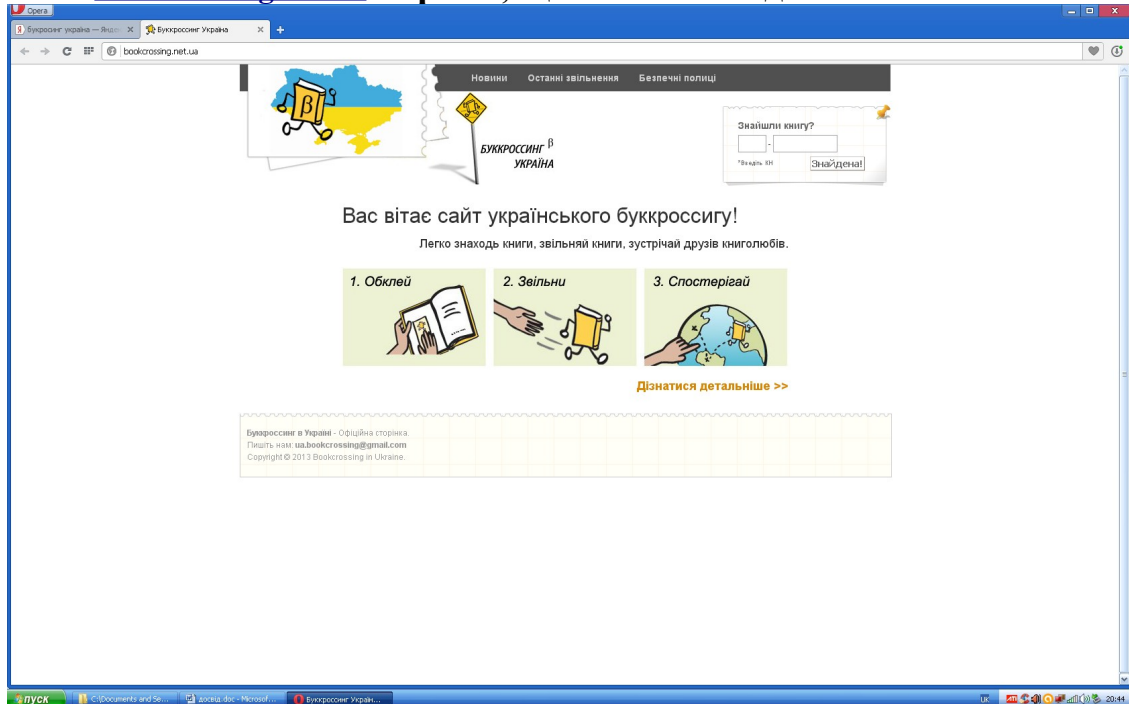 Opera
букросинг україна — Янд
Буккроссинг Україна
bookcrossing.net.ua
Новини Останні звільнення Безпечні полиці
β
БУККРОССИНГ β
УКРАЇНА
Знайшли книгу?
-
*Введіть КН Знайдена!
Вас вітає сайт українського буккроссигу!
Легко знаходь книги, звільняй книги, зустрічай друзів книголюбів.
1. Обклей 2. Звільни 3. Спостерігай
Дізнатися детальніше >>
Буккроссинг в Україні - Офіційна сторінка.
Пишіть нам: ua.bookcrossing@gmail.com
Copyright © 2013 Bookcrossing in Ukraine.
пуск C:\Documents and Se... досвід.doc - Microsof... Буккроссинг Україн... UK 20:44